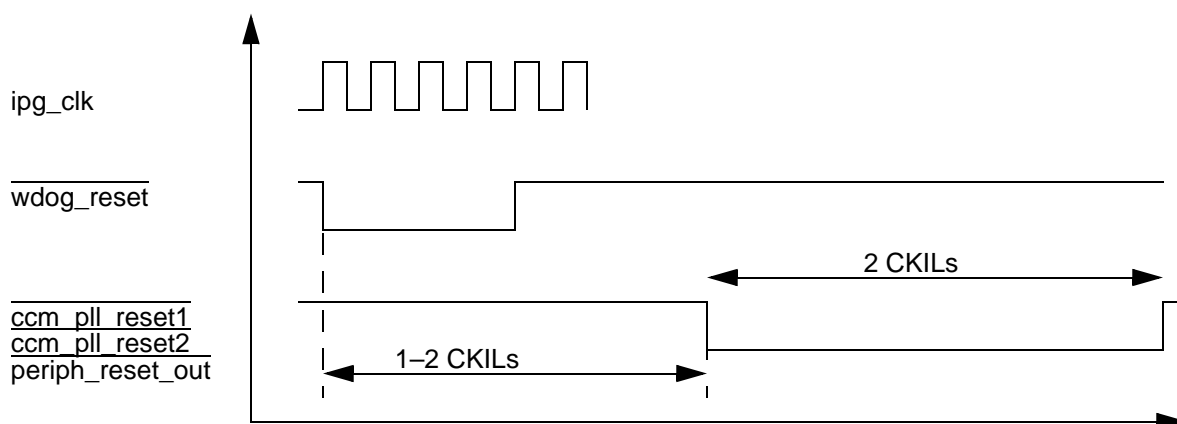 ipg_clk
wdog_reset
2 CKILs
ccm_pll_reset1
ccm_pll_reset2
periph_reset_out
1–2 CKILs